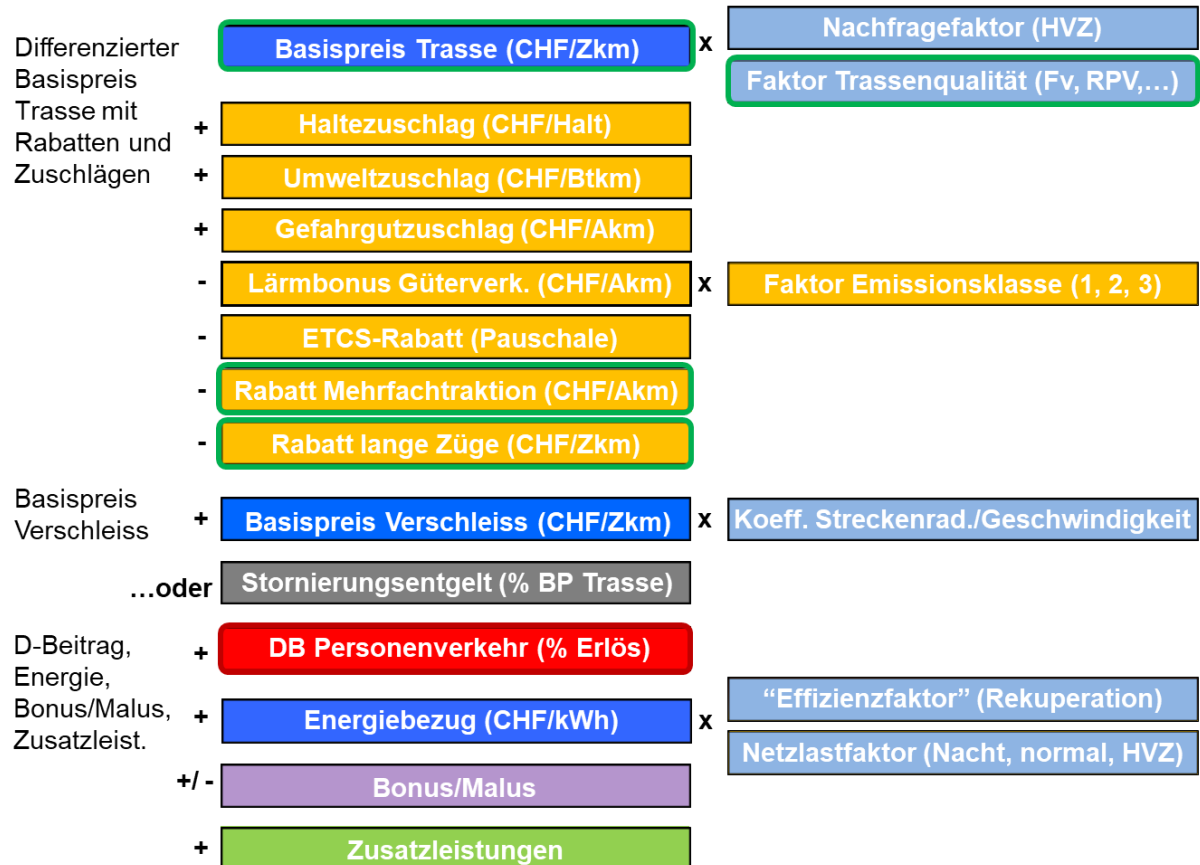 Differenzierter
Basispreis
Trasse mit
Rabatten und
Zuschlägen
Basispreis Trasse (CHF/Zkm)
x
Nachfragefaktor (HVZ)
Faktor Trassenqualität (Fv, RPV,...)
+ Haltezuschlag (CHF/Halt)
+ Umweltzuschlag (CHF/Btkm)
+ Gefahrgutzuschlag (CHF/Akm)
- Lärmbonus Güterverk. (CHF/Akm) x Faktor Emissionsklasse (1, 2, 3)
- ETCS-Rabatt (Pauschale)
- Rabatt Mehrfachtraktion (CHF/Akm)
- Rabatt lange Züge (CHF/Zkm)
Basispreis
Verschleiss
+ Basispreis Verschleiss (CHF/Zkm) x Koeff. Streckenrad./Geschwindigkeit
...oder Stornierungsentgelt (% BP Trasse)
D-Beitrag,
Energie,
Bonus/Malus,
Zusatzleist.
+ DB Personenverkehr (% Erlös)
+ Energiebezug (CHF/kWh) x
“Effizienzfaktor” (Rekuperation)
Netzlastfaktor (Nacht, normal, HVZ)
+/ - Bonus/Malus
+ Zusatzleistungen